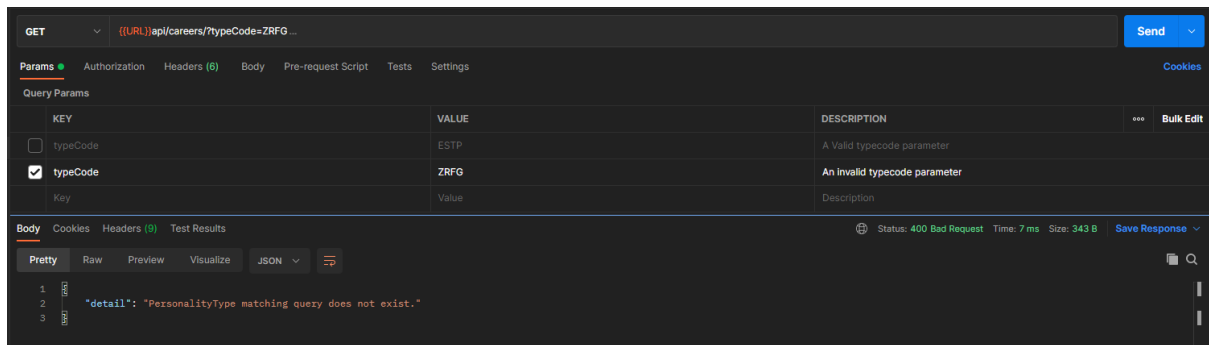 GET {{URL}}api/careers/?typeCode=ZRFG... Send
Params Authorization Headers (6) Body Pre-request Script Tests Settings Cookies
Query Params
KEY VALUE DESCRIPTION ooo Bulk Edit
typeCode ESTP A Valid typecode parameter
typeCode ZRFG An invalid typecode parameter
Key Value Description
Body Cookies Headers (9) Test Results Status: 400 Bad Request Time: 7 ms Size: 343 B Save Response
Pretty Raw Preview Visualize JSON
1 {
2 "detail": "PersonalityType matching query does not exist."
3 }